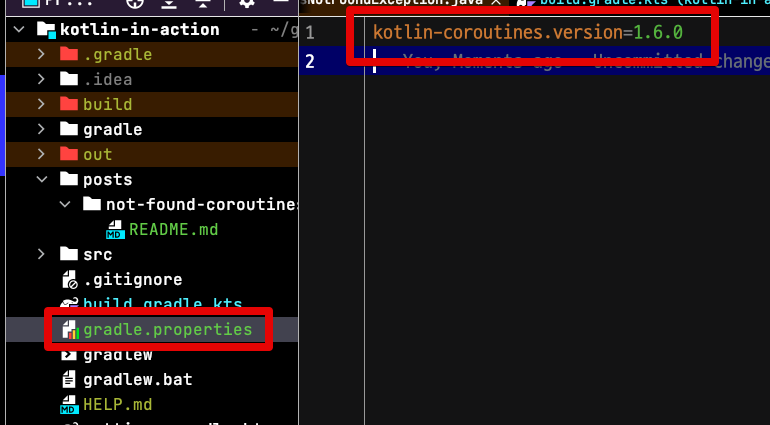 kotlin-in-action - ~/g
.gradle
.idea
build
gradle
out
posts
not-found-coroutines
MD README.md
src
.gitignore
build.gradle.kts
gradle.properties
gradlew
gradlew.bat
MD HELP.md
NotFoundException.java
build.gradle.kts (kotlin in a
1 kotlin-coroutines.version=1.6.0
2 You, Moments ago Uncommitted change